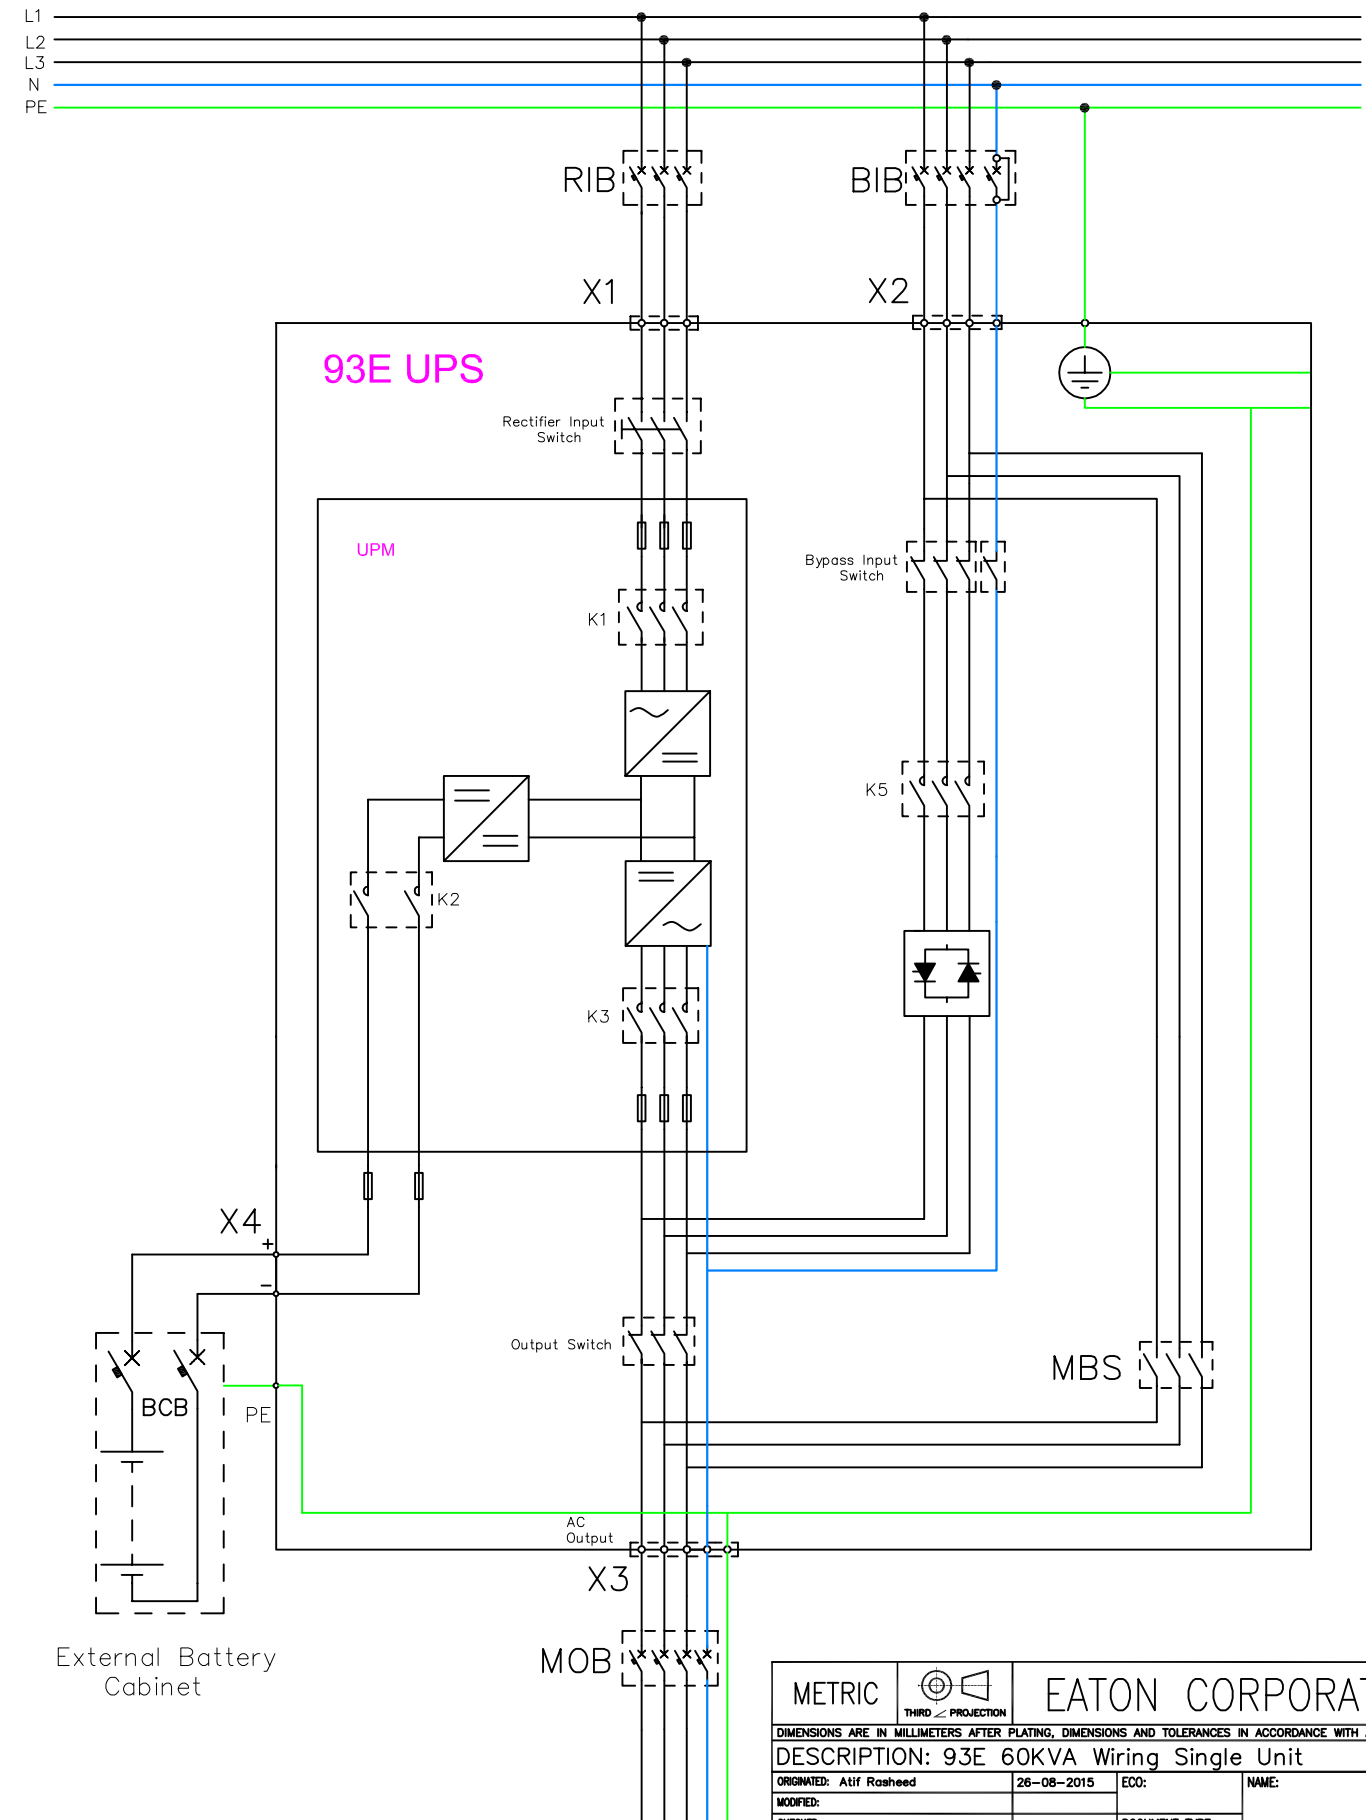 L1
L2
L3
N
PE
RIB
BIB
X1
X2
93E UPS
Rectifier Input
Switch
UPM
Bypass Input
Switch
K1
K5
K2
K3
X4
+
−
Output Switch
MBS
BCB
PE
AC
Output
X3
External Battery
Cabinet
MOB
METRIC
THIRD PROJECTION
EATON CORPORAT
DIMENSIONS ARE IN MILLIMETERS AFTER PLATING, DIMENSIONS AND TOLERANCES IN ACCORDANCE WITH
DESCRIPTION: 93E 60KVA Wiring Single Unit
ORIGINATED: Atif Rasheed
26-08-2015
ECO:
NAME:
MODIFIED: